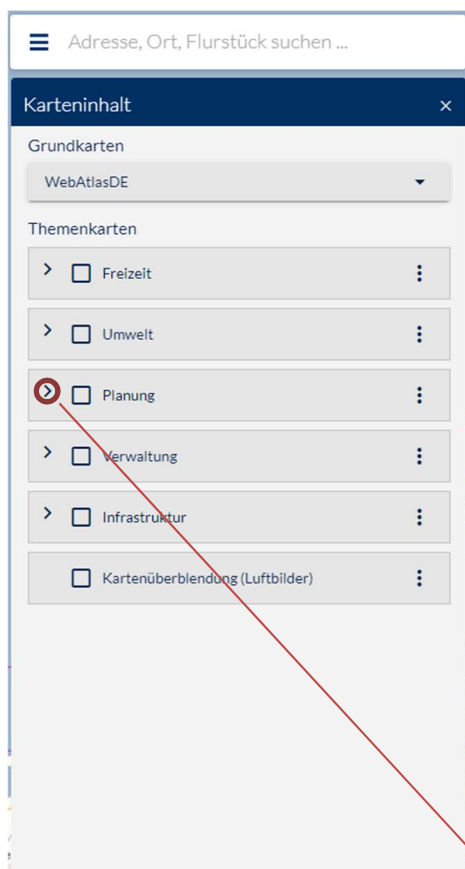 Adresse, Ort, Flurstück suchen ...
Karteninhalt
Grundkarten
WebAtlasDE
Themenkarten
Freizeit
Umwelt
Planung
Verwaltung
Infrastruktur
Kartenüberblendung (Luftbilder)